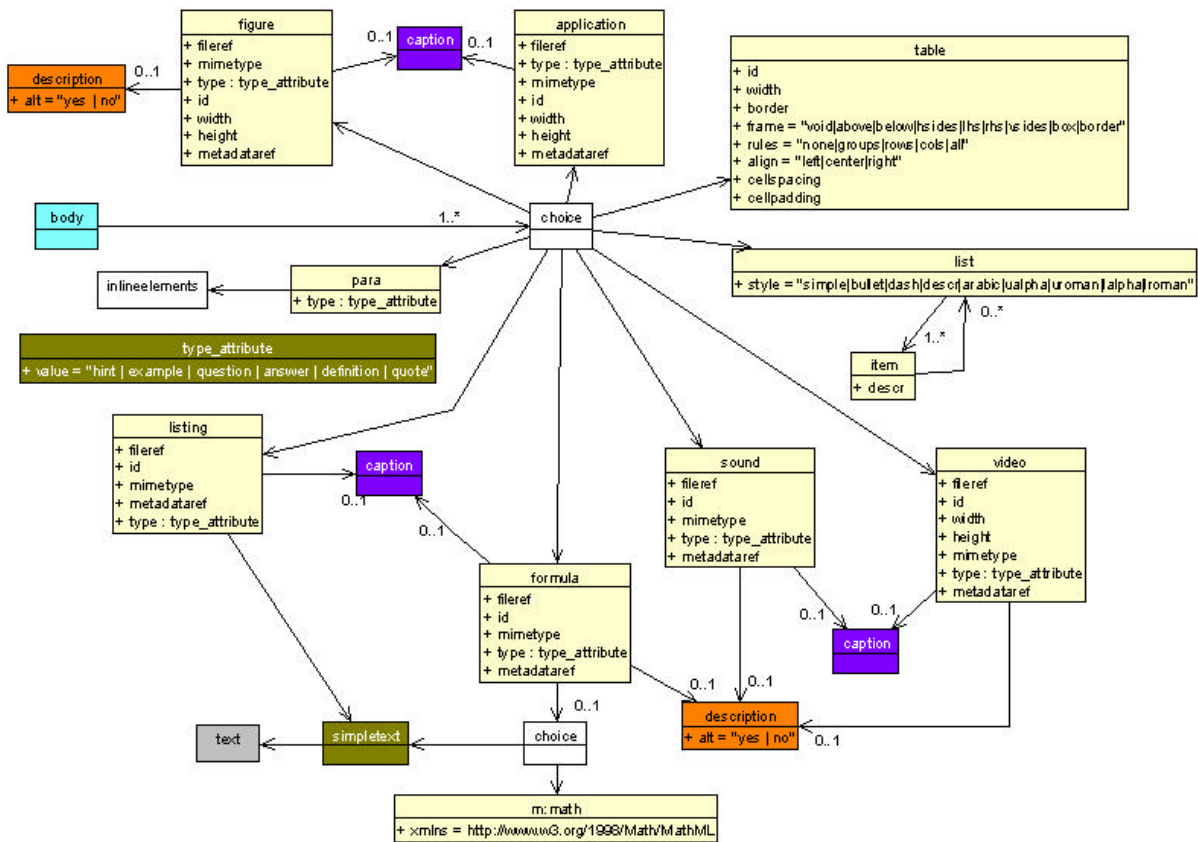 figure
+ fileref
+ mimetype
+ type : type_attribute
+ id
+ width
+ height
+ metadataref
0..1
caption
0..1
application
+ fileref
+ type : type_attribute
+ mimetype
+ id
+ width
+ height
+ metadataref
table
+ id
+ width
+ border
+ frame = "void|above|below|hsides|lhs|rhs|vsides|box|border"
+ rules = "none|groups|rows|cols|all"
+ align = "left|center|right"
+ cellspacing
+ cellpadding
description
+ alt = "yes | no"
0..1
body
1..*
choice
inlineelements
para
+ type : type_attribute
list
+ style = "simple|bullet|dash|descr|arabic|ualpha|uroman|lalpha|lroman"
1..*
0..*
item
+ descr
type_attribute
+ value = "hint | example | question | answer | definition | quote"
listing
+ fileref
+ id
+ mimetype
+ metadataref
+ type : type_attribute
caption
0..1
0..1
sound
+ fileref
+ id
+ mimetype
+ type : type_attribute
+ metadataref
video
+ fileref
+ id
+ width
+ height
+ mimetype
+ type : type_attribute
+ metadataref
formula
+ fileref
+ id
+ mimetype
+ type : type_attribute
+ metadataref
0..1
0..1
caption
0..1
0..1
0..1
description
+ alt = "yes | no"
0..1
text
simpletext
choice
m:math
+ xmlns = http://www.w3.org/1998/Math/MathML